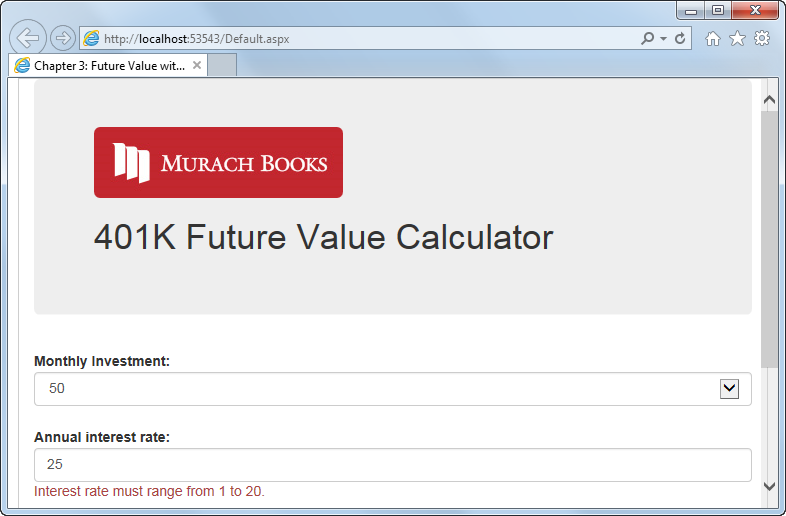 http://localhost:53543/Default.aspx
Chapter 3: Future Value wit...
MURACH BOOKS
401K Future Value Calculator
Monthly investment:
50
Annual interest rate:
25
Interest rate must range from 1 to 20.